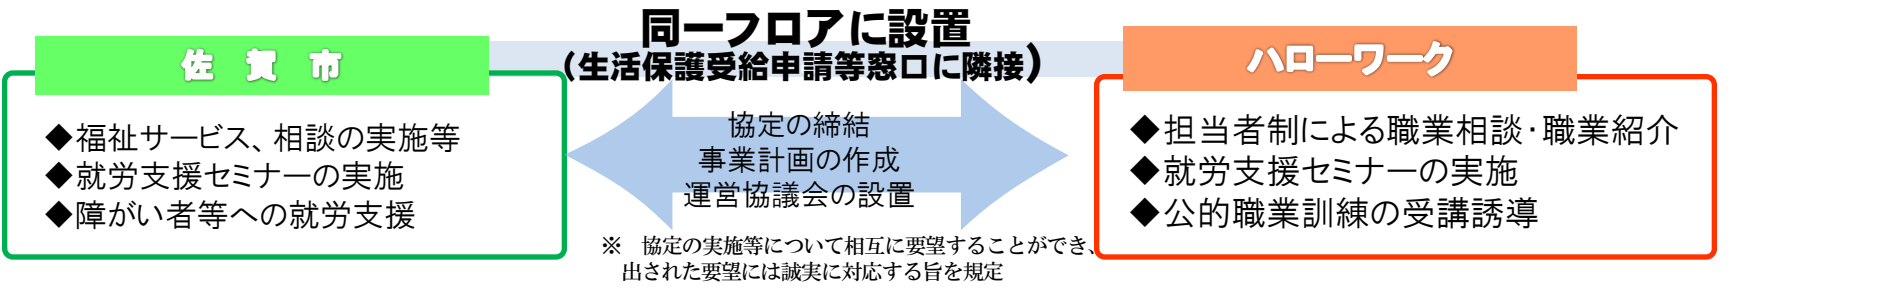 同一フロアに設置
（生活保護受給申請等窓口に隣接）
佐　賀　市
◆福祉サービス、相談の実施等
◆就労支援セミナーの実施
◆障がい者等への就労支援
協定の締結
事業計画の作成
運営協議会の設置
※　協定の実施等について相互に要望することができ、
出された要望には誠実に対応する旨を規定
ハローワーク
◆担当者制による職業相談・職業紹介
◆就労支援セミナーの実施
◆公的職業訓練の受講誘導